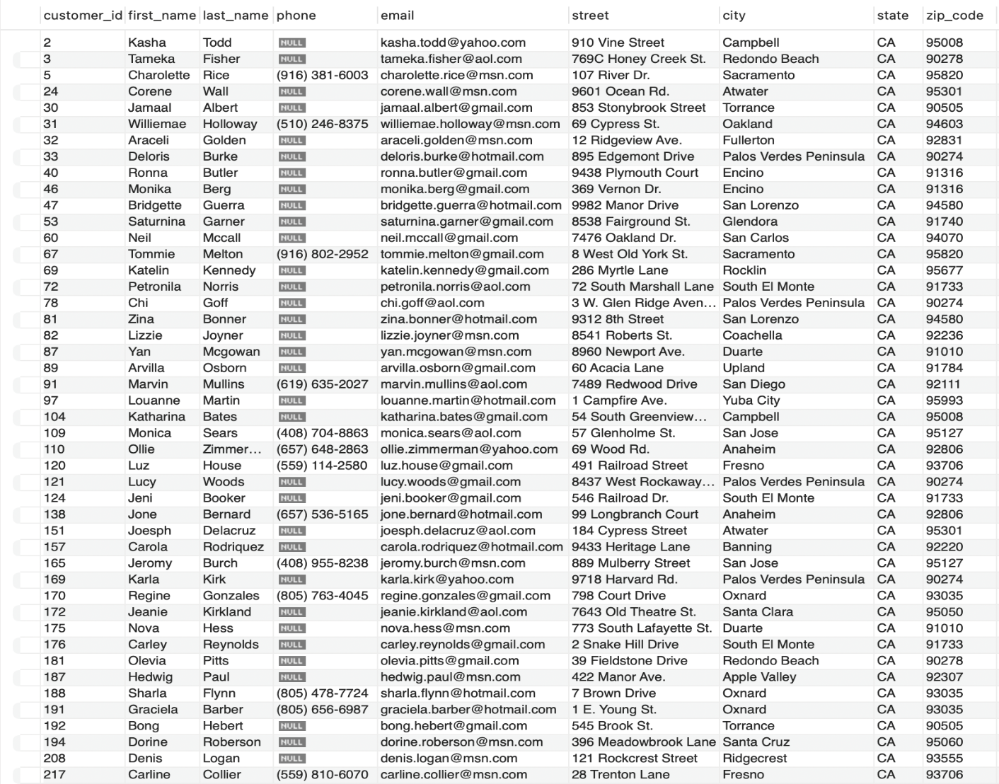 customer_id first_name last_name phone email street city state zip_code
2 Kasha Todd NULL kasha.todd@yahoo.com 910 Vine Street Campbell CA 95008
3 Tameka Fisher NULL tameka.fisher@aol.com 769C Honey Creek St. Redondo Beach CA 90278
5 Charolette Rice (916) 381-6003 charolette.rice@msn.com 107 River Dr. Sacramento CA 95820
24 Corene Wall NULL corene.wall@msn.com 9601 Ocean Rd. Atwater CA 95301
30 Jamaal Albert NULL jamaal.albert@gmail.com 853 Stonybrook Street Torrance CA 90505
31 Williemae Holloway (510) 246-8375 williemae.holloway@msn.com 69 Cypress St. Oakland CA 94603
32 Araceli Golden NULL araceli.golden@msn.com 12 Ridgeview Ave. Fullerton CA 92831
33 Deloris Burke NULL deloris.burke@hotmail.com 895 Edgemont Drive Palos Verdes Peninsula CA 90274
40 Ronna Butler NULL ronna.butler@gmail.com 9438 Plymouth Court Encino CA 91316
46 Monika Berg NULL monika.berg@gmail.com 369 Vernon Dr. Encino CA 91316
47 Bridgette Guerra NULL bridgette.guerra@hotmail.com 9982 Manor Drive San Lorenzo CA 94580
53 Saturnina Garner NULL saturnina.garner@gmail.com 8538 Fairground St. Glendora CA 91740
60 Neil Mccall NULL neil.mccall@gmail.com 7476 Oakland Dr. San Carlos CA 94070
67 Tommie Melton (916) 802-2952 tommie.melton@gmail.com 8 West Old York St. Sacramento CA 95820
69 Katelin Kennedy NULL katelin.kennedy@gmail.com 286 Myrtle Lane Rocklin CA 95677
72 Petronila Norris NULL petronila.norris@aol.com 72 South Marshall Lane South El Monte CA 91733
78 Chi Goff NULL chi.goff@aol.com 3 W. Glen Ridge Aven... Palos Verdes Peninsula CA 90274
81 Zina Bonner NULL zina.bonner@hotmail.com 9312 8th Street San Lorenzo CA 94580
82 Lizzie Joyner NULL lizzie.joyner@msn.com 8541 Roberts St. Coachella CA 92236
87 Yan Mcgowan NULL yan.mcgowan@msn.com 8960 Newport Ave. Duarte CA 91010
89 Arvilla Osborn NULL arvilla.osborn@gmail.com 60 Acacia Lane Upland CA 91784
91 Marvin Mullins (619) 635-2027 marvin.mullins@aol.com 7489 Redwood Drive San Diego CA 92111
97 Louanne Martin NULL louanne.martin@hotmail.com 1 Campfire Ave. Yuba City CA 95993
104 Katharina Bates NULL katharina.bates@gmail.com 54 South Greenview... Campbell CA 95008
109 Monica Sears (408) 704-8863 monica.sears@aol.com 57 Glenholme St. San Jose CA 95127
110 Ollie Zimmer... (657) 648-2863 ollie.zimmerman@yahoo.com 69 Wood Rd. Anaheim CA 92806
120 Luz House (559) 114-2580 luz.house@gmail.com 491 Railroad Street Fresno CA 93706
121 Lucy Woods NULL lucy.woods@gmail.com 8437 West Rockaway... Palos Verdes Peninsula CA 90274
124 Jeni Booker NULL jeni.booker@gmail.com 546 Railroad Dr. South El Monte CA 91733
138 Jone Bernard (657) 536-5165 jone.bernard@hotmail.com 99 Longbranch Court Anaheim CA 92806
151 Joesph Delacruz NULL joesph.delacruz@aol.com 184 Cypress Street Atwater CA 95301
157 Carola Rodriquez NULL carola.rodriquez@hotmail.com 9433 Heritage Lane Banning CA 92220
165 Jeromy Burch (408) 955-8238 jeromy.burch@msn.com 889 Mulberry Street San Jose CA 95127
169 Karla Kirk NULL karla.kirk@yahoo.com 9718 Harvard Rd. Palos Verdes Peninsula CA 90274
170 Regine Gonzales (805) 763-4045 regine.gonzales@gmail.com 798 Court Drive Oxnard CA 93035
172 Jeanie Kirkland NULL jeanie.kirkland@aol.com 7643 Old Theatre St. Santa Clara CA 95050
175 Nova Hess NULL nova.hess@msn.com 773 South Lafayette St. Duarte CA 91010
176 Carley Reynolds NULL carley.reynolds@gmail.com 2 Snake Hill Drive South El Monte CA 91733
181 Olevia Pitts NULL olevia.pitts@gmail.com 39 Fieldstone Drive Redondo Beach CA 90278
187 Hedwig Paul NULL hedwig.paul@msn.com 422 Manor Ave. Apple Valley CA 92307
188 Sharla Flynn (805) 478-7724 sharla.flynn@hotmail.com 7 Brown Drive Oxnard CA 93035
191 Graciela Barber (805) 656-6987 graciela.barber@hotmail.com 1 E. Young St. Oxnard CA 93035
192 Bong Hebert NULL bong.hebert@gmail.com 545 Brook St. Torrance CA 90505
194 Dorine Roberson NULL dorine.roberson@msn.com 396 Meadowbrook Lane Santa Cruz CA 95060
208 Denis Logan NULL denis.logan@msn.com 121 Rockcrest Street Ridgecrest CA 93555
217 Carline Collier (559) 810-6070 carline.collier@msn.com 28 Trenton Lane Fresno CA 93706